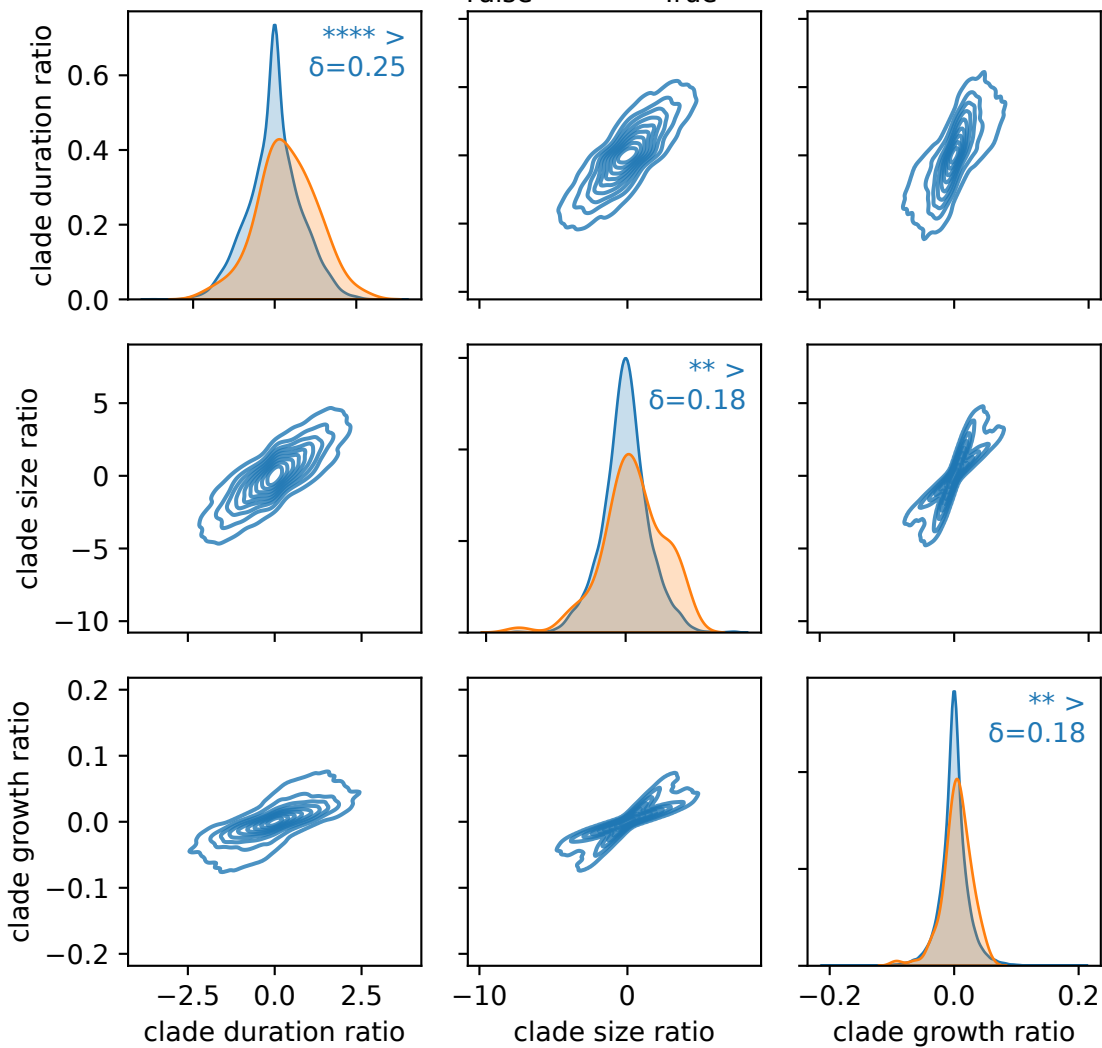 True
clade duration ratio
0.6
0.4
0.2
0.0
**** >
δ=0.25
clade size ratio
5
0
−5
−10
** >
δ=0.18
clade growth ratio
0.2
0.1
0.0
−0.1
−0.2
** >
δ=0.18
−2.5 0.0 2.5
−10 0
−0.2 0.0 0.2
clade duration ratio
clade size ratio
clade growth ratio